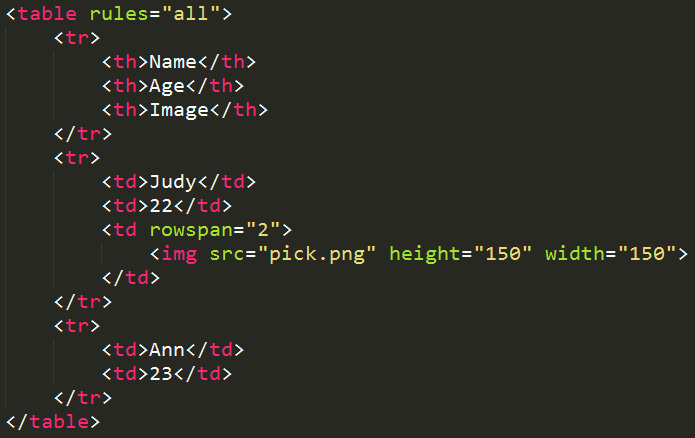 <table rules="all">
    <tr>
        <th>Name</th>
        <th>Age</th>
        <th>Image</th>
    </tr>
    <tr>
        <td>Judy</td>
        <td>22</td>
        <td rowspan="2">
            <img src="pick.png" height="150" width="150">
        </td>
    </tr>
    <tr>
        <td>Ann</td>
        <td>23</td>
    </tr>
</table>